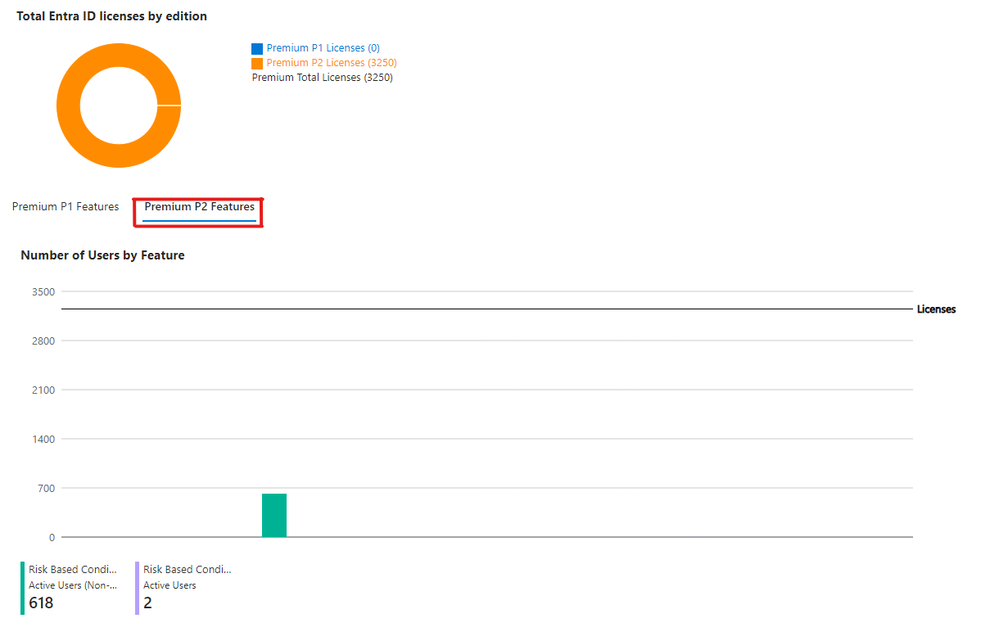 Total Entra ID licenses by edition
Premium P1 Licenses (0)
Premium P2 Licenses (3250)
Premium Total Licenses (3250)
Premium P1 Features
Premium P2 Features
Number of Users by Feature
3500
Licenses
2800
2100
1400
700
0
Risk Based Condi...
Active Users (Non-...
618
Risk Based Condi...
Active Users
2